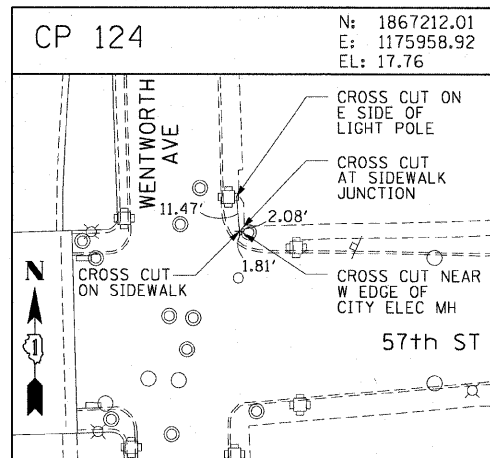 CP 124
N: 1867212.01
E: 1175958.92
EL: 17.76
WENTWORTH
AVE
CROSS CUT ON
E SIDE OF
LIGHT POLE
CROSS CUT
AT SIDEWALK
JUNCTION
11.47'
2.08'
1.81'
CROSS CUT
ON SIDEWALK
CROSS CUT NEAR
W EDGE OF
CITY ELEC MH
N
1
57th ST